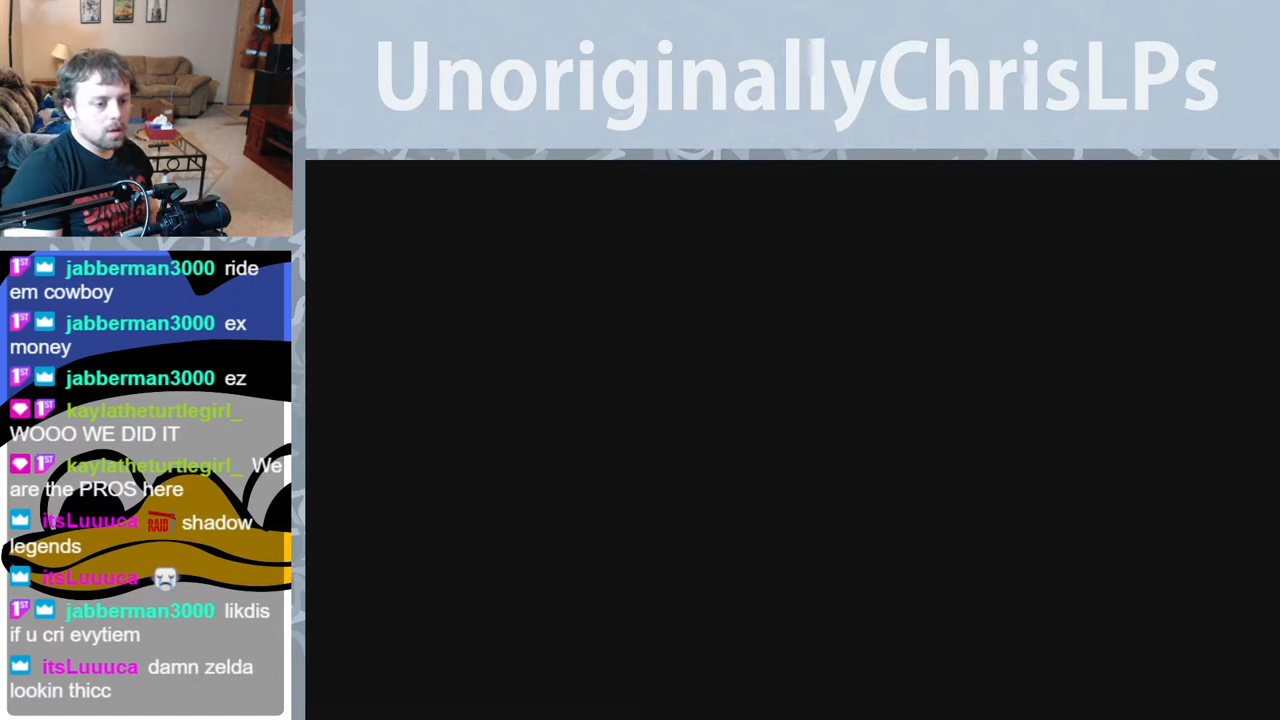 UnoriginallyChrisLPs
jabberman3000 ride
em cowboy
jabberman3000 ex
money
jabberman3000 ez
kaylatheturtlegirl_
WOOO WE DID IT
kaylatheturtlegirl_ We
are the PROS here
itsLuuuca RAID shadow
legends
itsLuuuca
jabberman3000 likdis
if u cri evytiem
itsLuuuca damn zelda
lookin thicc